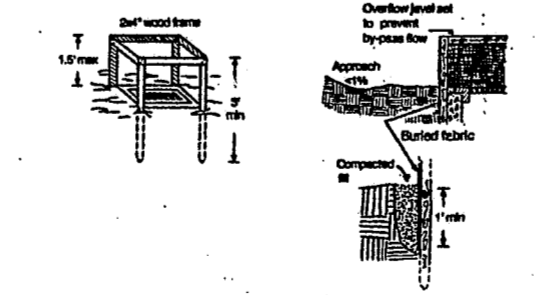 2x4" wood frame
1.5' max
3'
min
Overflow level set
to prevent
by-pass flow
Approach
<1%
Buried fabric
Compacted
fill
1' min